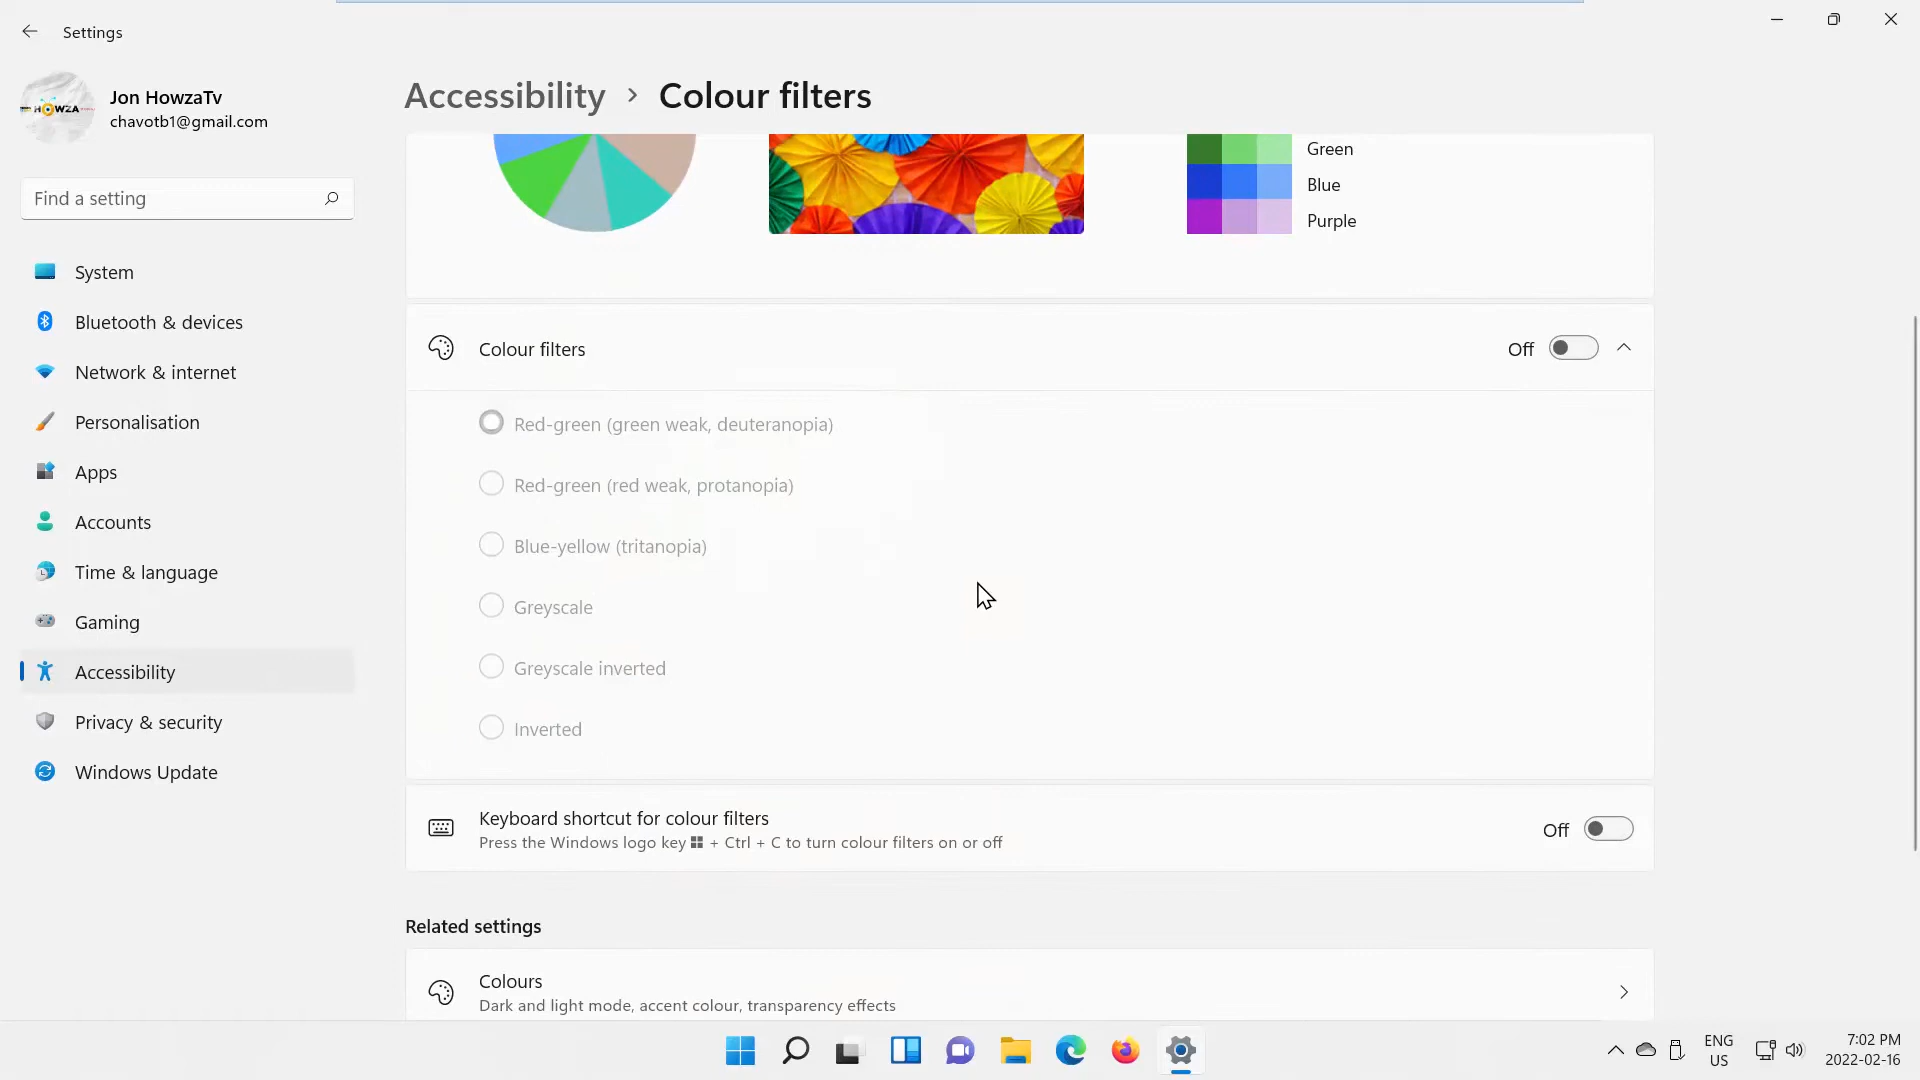 Settings
Jon HowzaTv
chavotb1@gmail.com
HOWZA
Find a setting
System
Bluetooth & devices
Network & internet
Personalisation
Apps
Accounts
Time & language
Gaming
Accessibility
Privacy & security
Windows Update
Accessibility > Colour filters
Green
Blue
Purple
Colour filters Off
Red-green (green weak, deuteranopia)
Red-green (red weak, protanopia)
Blue-yellow (tritanopia)
Greyscale
Greyscale inverted
Inverted
Keyboard shortcut for colour filters
Press the Windows logo key + Ctrl + C to turn colour filters on or off
Off
Related settings
Colours
Dark and light mode, accent colour, transparency effects
ENG
US
7:02 PM
2022-02-16